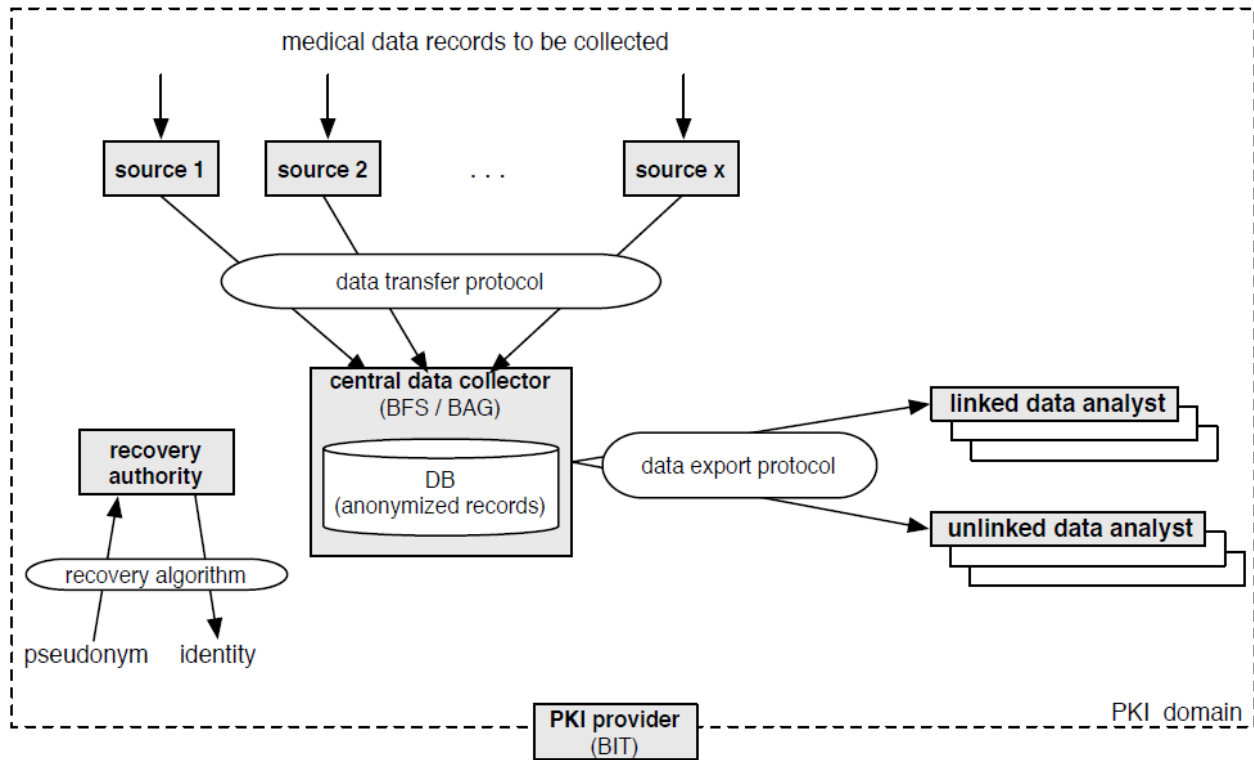 medical data records to be collected
source 1
source 2
. . .
source x
data transfer protocol
central data collector
(BFS / BAG)
DB
(anonymized records)
linked data analyst
data export protocol
unlinked data analyst
recovery
authority
recovery algorithm
pseudonym
identity
PKI domain
PKI provider
(BIT)